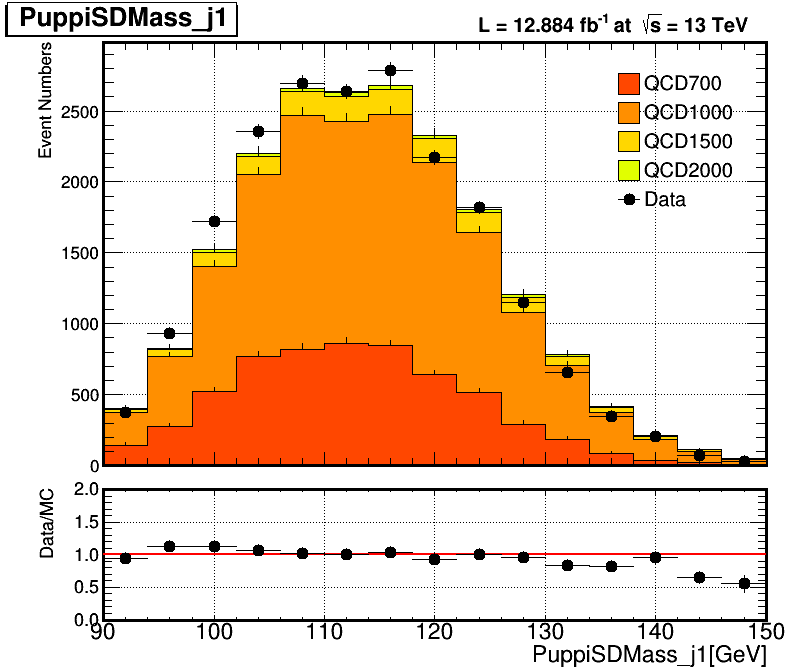 PuppiSDMass_j1
L = 12.884 fb⁻¹ at √s = 13 TeV
Event Numbers
2500
2000
1500
1000
500
0
QCD700
QCD1000
QCD1500
QCD2000
Data
Data/MC
2.0
1.5
1.0
0.5
0.0
90 100 110 120 130 140 150
PuppiSDMass_j1[GeV]